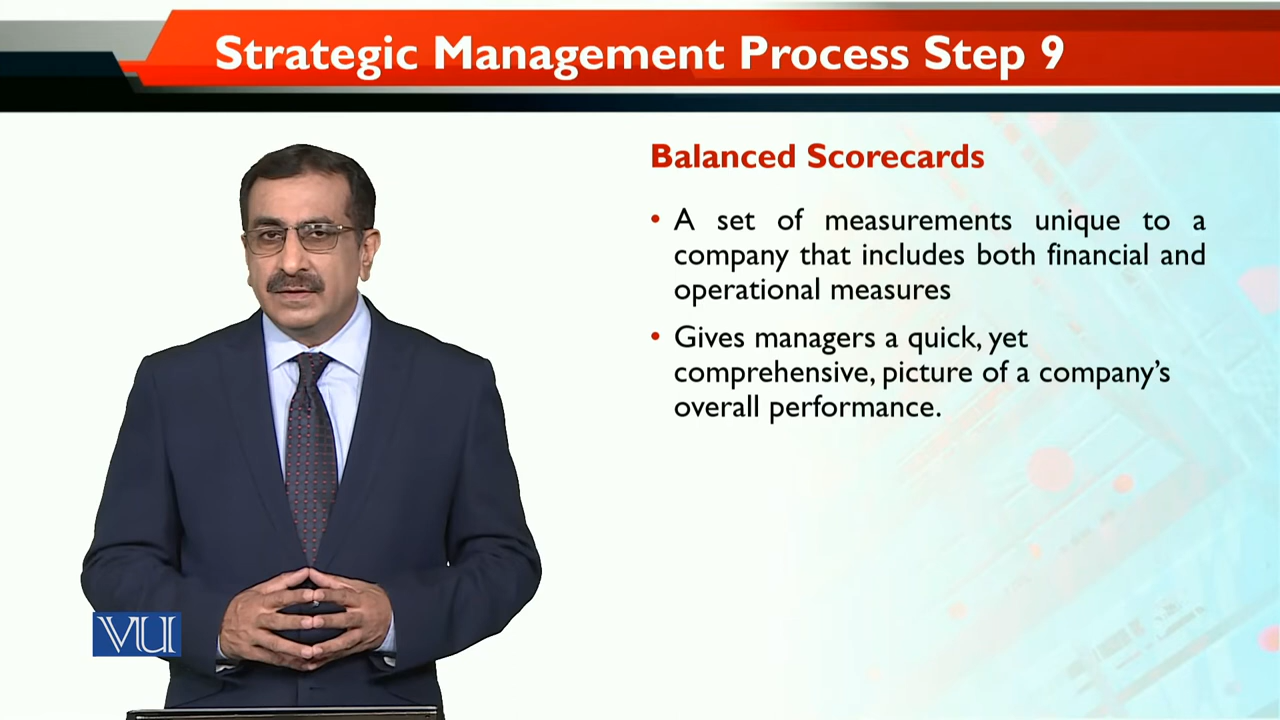 Strategic Management Process Step 9
Balanced Scorecards
• A set of measurements unique to a
company that includes both financial and
operational measures
• Gives managers a quick, yet
comprehensive, picture of a company's
overall performance.
VU